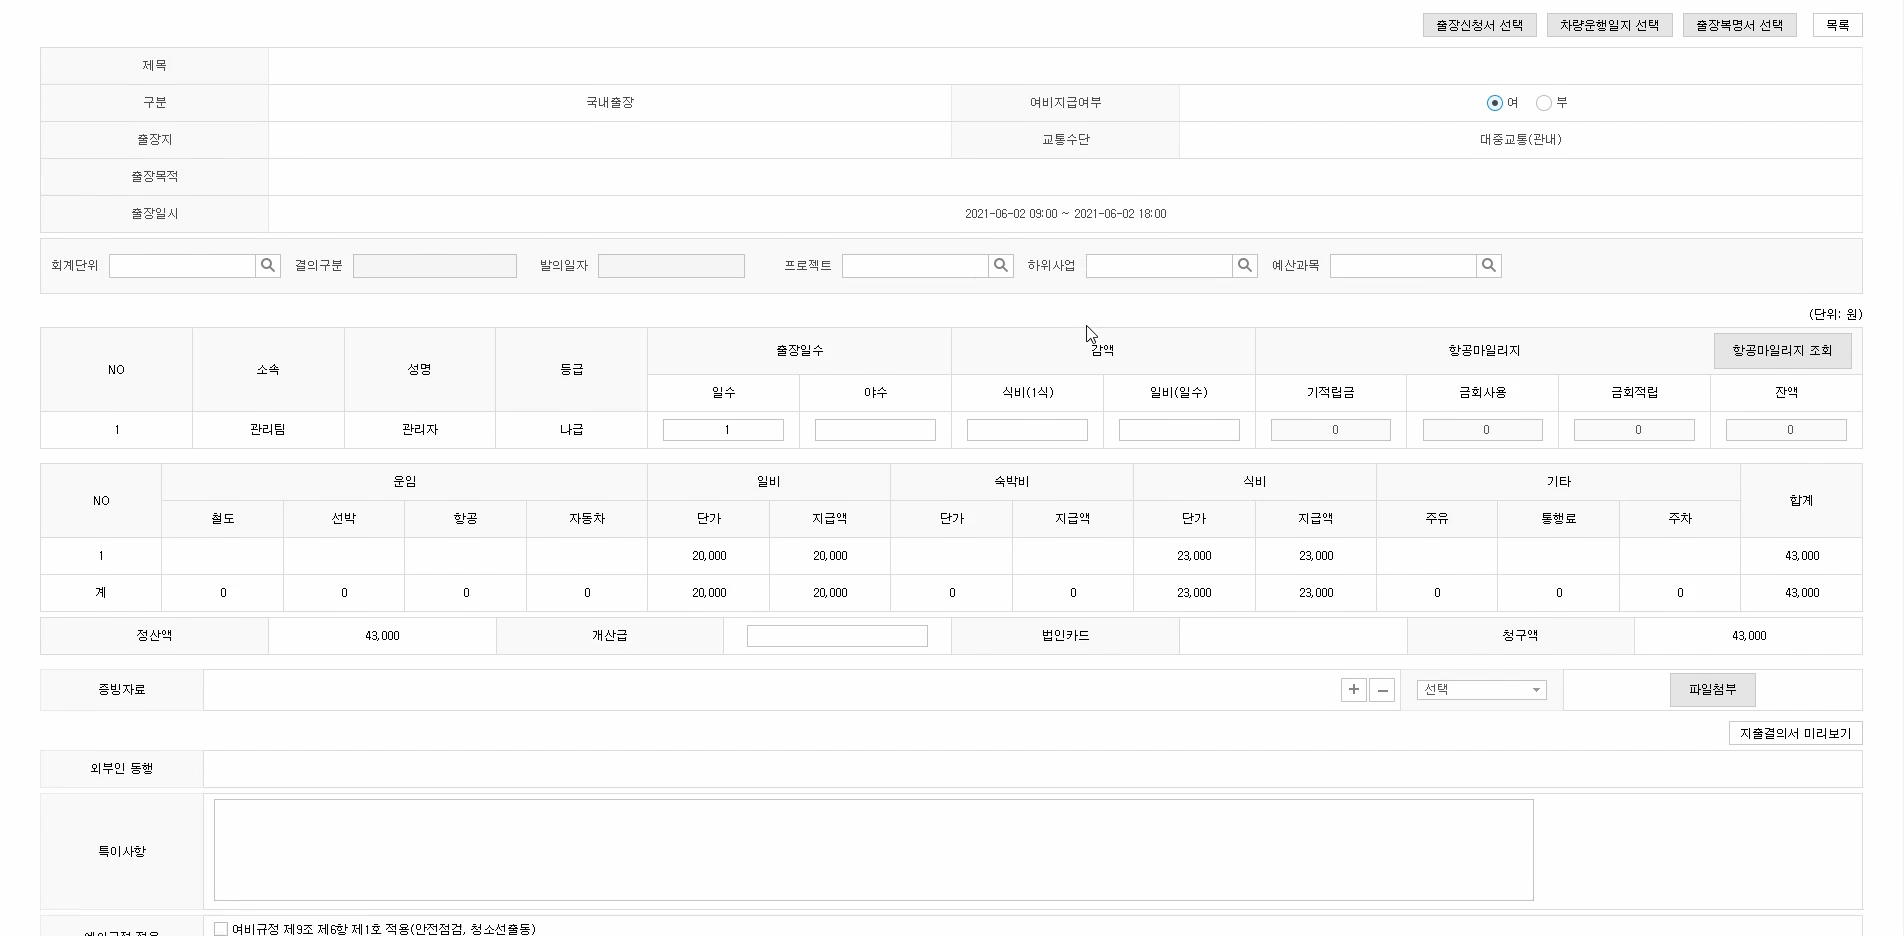 출장신청서 선택 차량운행일지 선택 출장복명서 선택 목록
제목
구분 국내출장 여비지급여부 여 부
출장지 교통수단 대중교통(관내)
출장목적
출장일시 2021-06-02 09:00 ~ 2021-06-02 18:00
회계단위 결의구분 발의일자 프로젝트 하위사업 예산과목
(단위: 원)
NO 소속 성명 등급 출장일수 감액 항공마일리지 항공마일리지 조회
일수 야수 식비(1식) 일비(일수) 기적립금 금회사용 금회적립 잔액
1 관리팀 관리자 나급 1 0 0 0 0
NO 운임 일비 숙박비 식비 기타 합계
철도 선박 항공 자동차 단가 지급액 단가 지급액 단가 지급액 주유 통행료 주차
1 20,000 20,000 23,000 23,000 43,000
계 0 0 0 0 20,000 20,000 0 0 23,000 23,000 0 0 0 43,000
정산액 43,000 개산급 법인카드 청구액 43,000
증빙자료 + − 선택 파일첨부
지출결의서 미리보기
외부인 동행
특이사항
여비규정 제9조 제6항 제1호 적용(안전점검, 청소선출동)